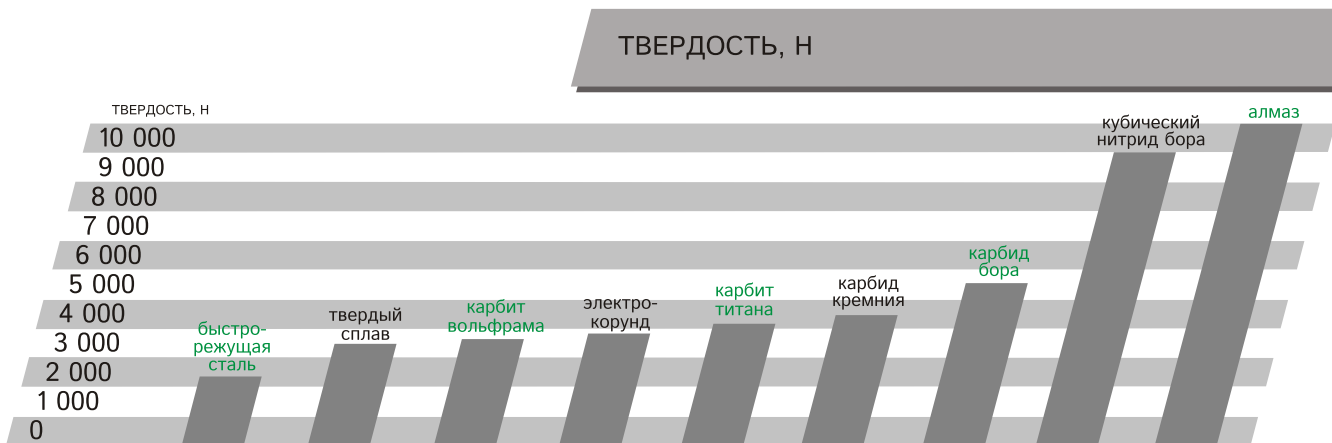 ТВЕРДОСТЬ, Н
ТВЕРДОСТЬ, Н
10 000
9 000
8 000
7 000
6 000
5 000
4 000
3 000
2 000
1 000
0
быстро-
режущая
сталь
твердый
сплав
карбит
вольфрама
электро-
корунд
карбит
титана
карбид
кремния
карбид
бора
кубический
нитрид бора
алмаз